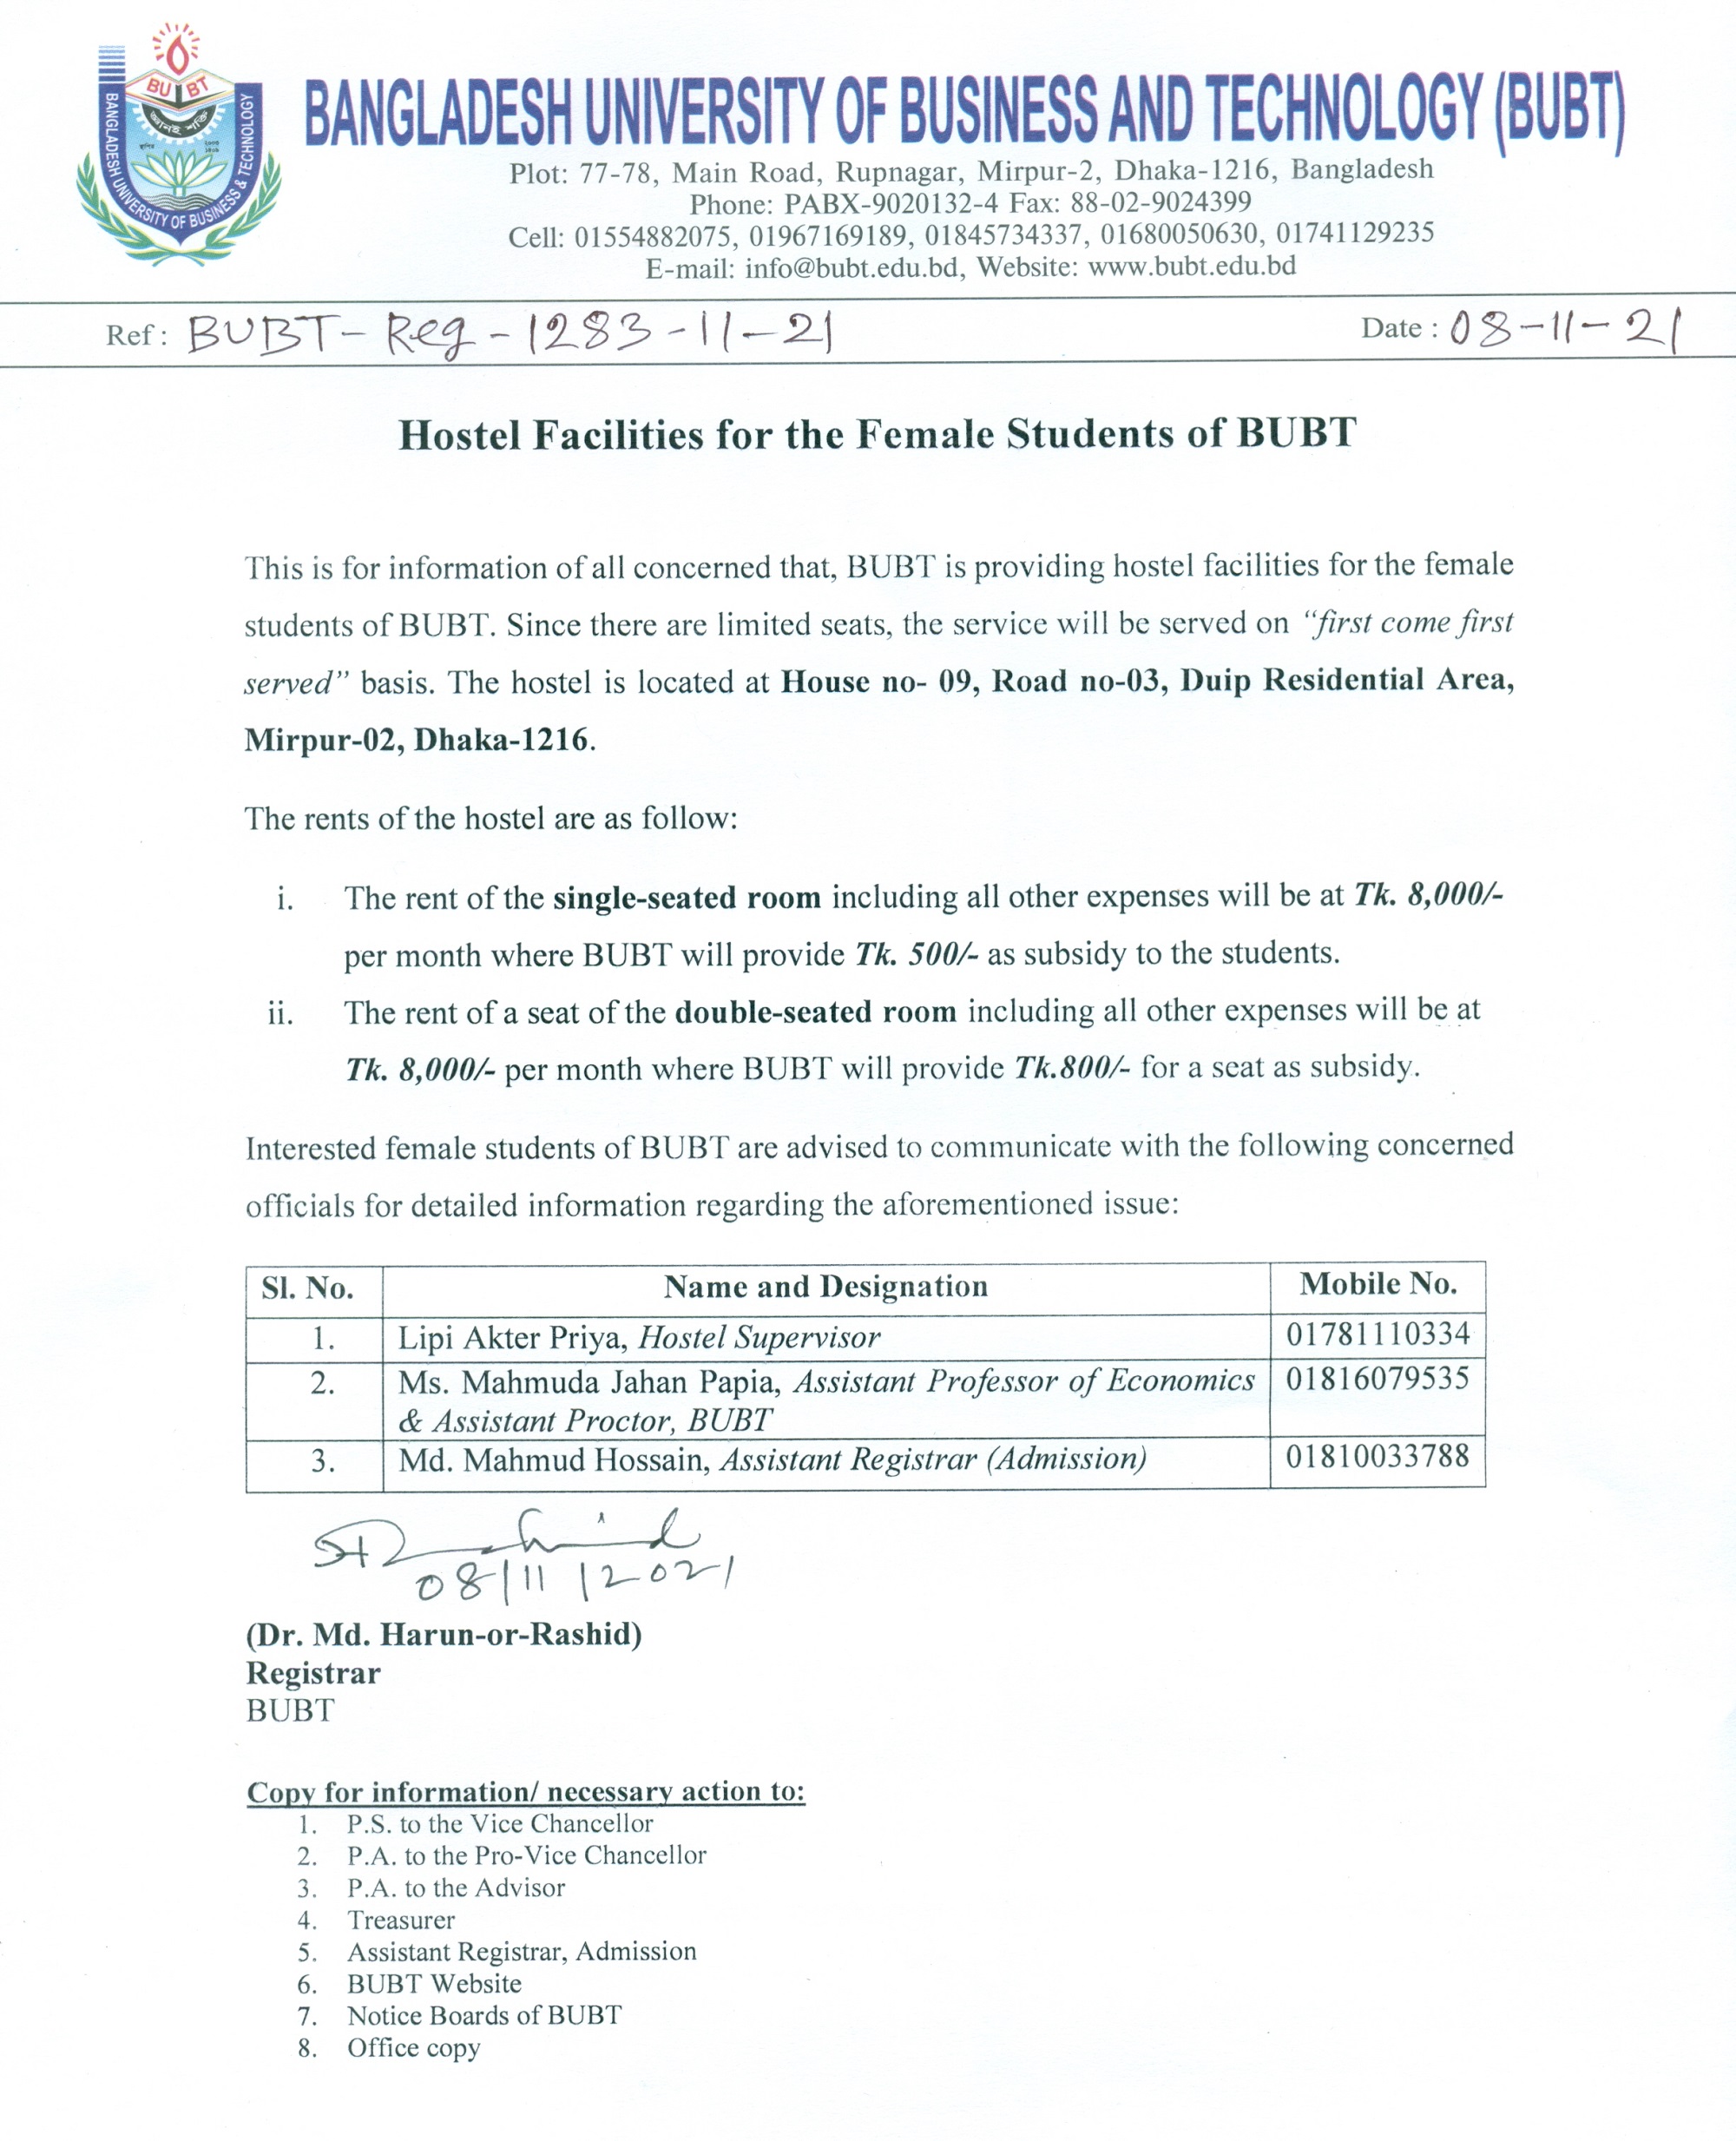 BUBT
BANGLADESH UNIVERSITY OF BUSINESS & TECHNOLOGY
BANGLADESH UNIVERSITY OF BUSINESS AND TECHNOLOGY (BUBT)
Plot: 77-78, Main Road, Rupnagar, Mirpur-2, Dhaka-1216, Bangladesh
Phone: PABX-9020132-4 Fax: 88-02-9024399
Cell: 01554882075, 01967169189, 01845734337, 01680050630, 01741129235
E-mail: info@bubt.edu.bd, Website: www.bubt.edu.bd
Ref : BUBT-Reg-1283-11-21 Date : 08-11-21
Hostel Facilities for the Female Students of BUBT
This is for information of all concerned that, BUBT is providing hostel facilities for the female
students of BUBT. Since there are limited seats, the service will be served on “first come first
served” basis. The hostel is located at House no- 09, Road no-03, Duip Residential Area,
Mirpur-02, Dhaka-1216.
The rents of the hostel are as follow:
i. The rent of the single-seated room including all other expenses will be at Tk. 8,000/-
per month where BUBT will provide Tk. 500/- as subsidy to the students.
ii. The rent of a seat of the double-seated room including all other expenses will be at
Tk. 8,000/- per month where BUBT will provide Tk.800/- for a seat as subsidy.
Interested female students of BUBT are advised to communicate with the following concerned
officials for detailed information regarding the aforementioned issue:
Sl. No. Name and Designation Mobile No.
1. Lipi Akter Priya, Hostel Supervisor 01781110334
2. Ms. Mahmuda Jahan Papia, Assistant Professor of Economics 01816079535
& Assistant Proctor, BUBT
3. Md. Mahmud Hossain, Assistant Registrar (Admission) 01810033788
08/11/2021
(Dr. Md. Harun-or-Rashid)
Registrar
BUBT
Copy for information/ necessary action to:
1. P.S. to the Vice Chancellor
2. P.A. to the Pro-Vice Chancellor
3. P.A. to the Advisor
4. Treasurer
5. Assistant Registrar, Admission
6. BUBT Website
7. Notice Boards of BUBT
8. Office copy